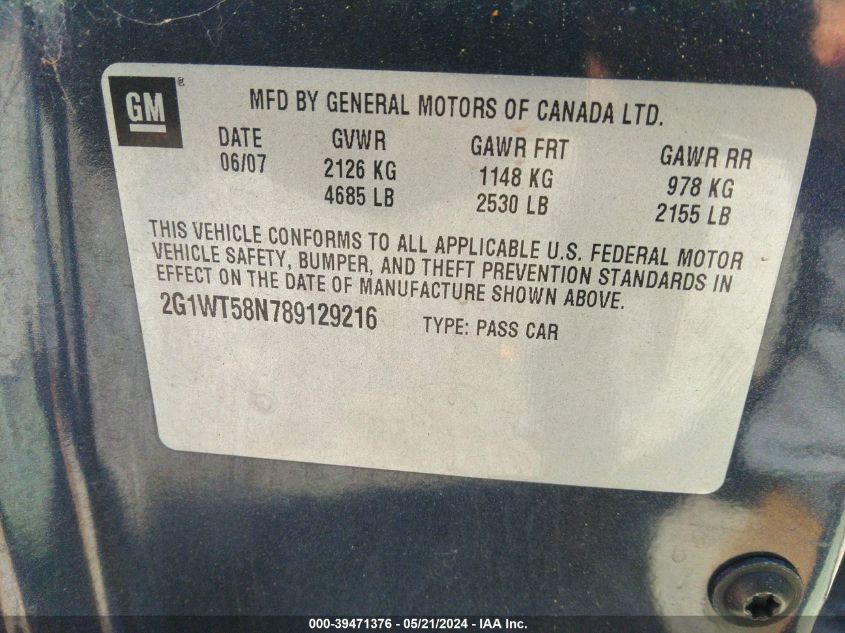 GM®
MFD BY GENERAL MOTORS OF CANADA LTD.
DATE GVWR GAWR FRT GAWR RR
06/07 2126 KG 1148 KG 978 KG
4685 LB 2530 LB 2155 LB
THIS VEHICLE CONFORMS TO ALL APPLICABLE U.S. FEDERAL MOTOR
VEHICLE SAFETY, BUMPER, AND THEFT PREVENTION STANDARDS IN
EFFECT ON THE DATE OF MANUFACTURE SHOWN ABOVE.
2G1WT58N789129216 TYPE: PASS CAR
000-39471376 - 05/21/2024 - IAA Inc.